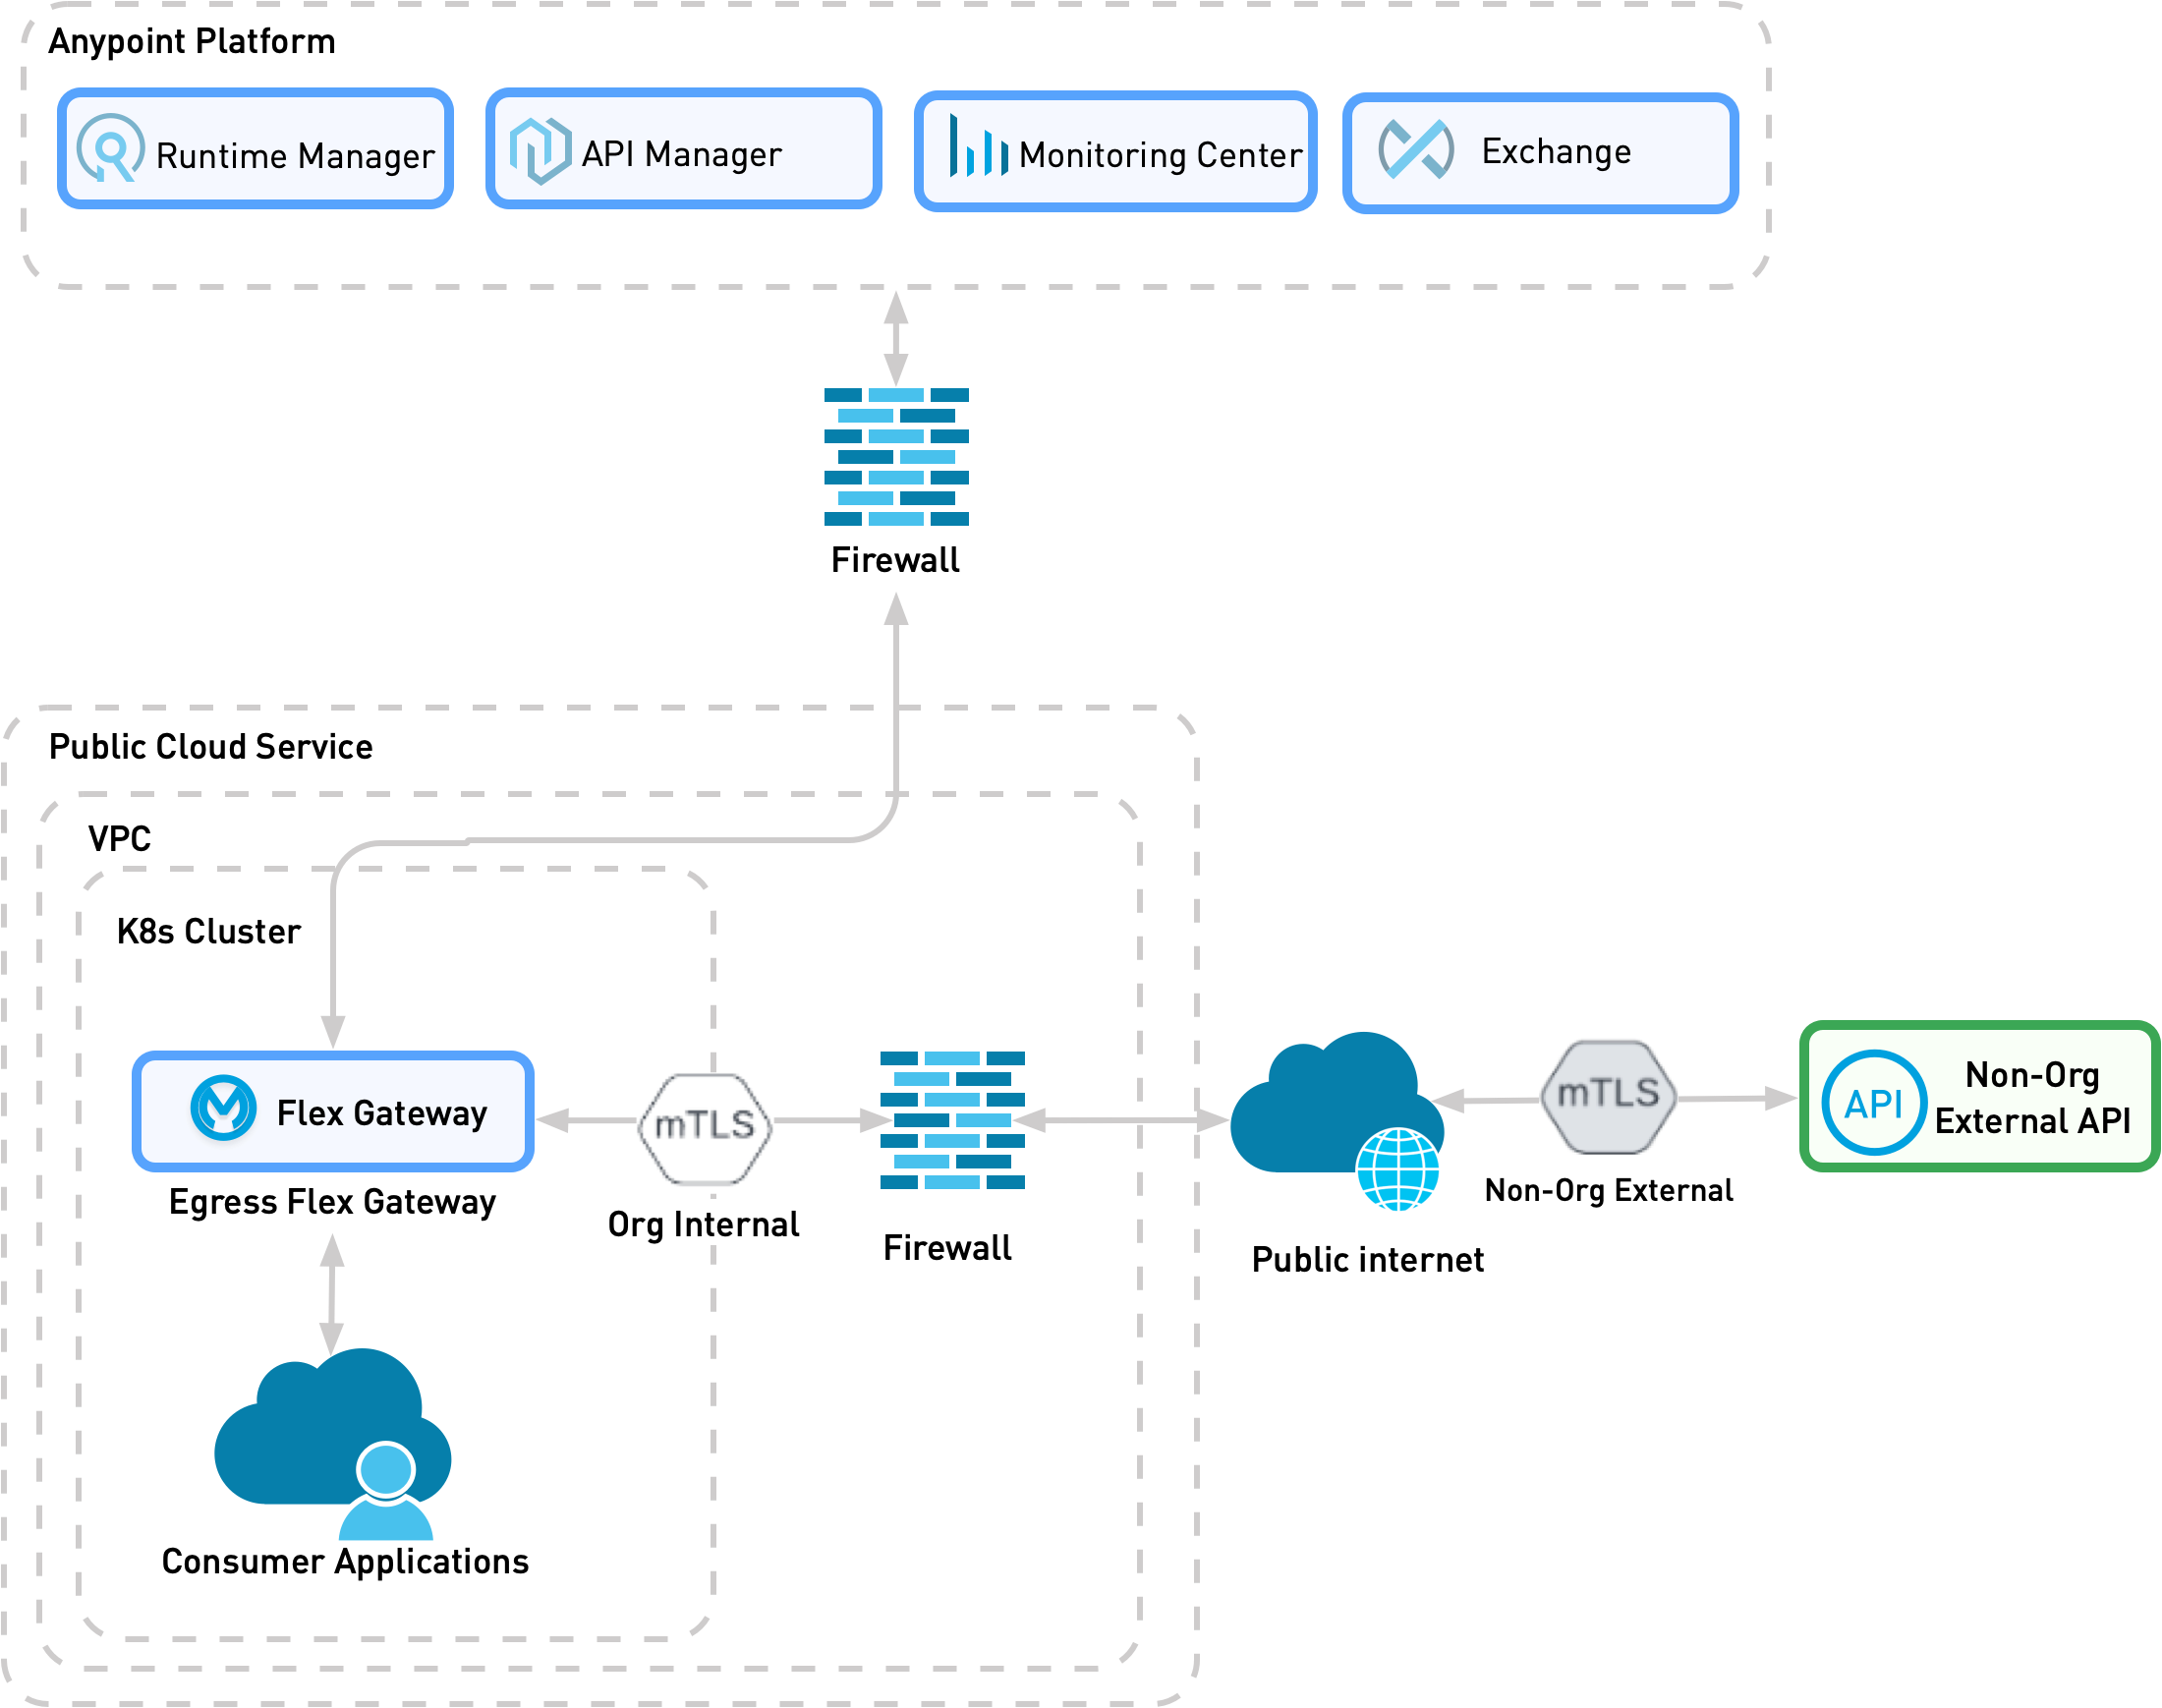 Anypoint Platform
Runtime Manager
API Manager
Monitoring Center
Exchange
Firewall
Public Cloud Service
VPC
K8s Cluster
Flex Gateway
Egress Flex Gateway
mTLS
Org Internal
Firewall
Public internet
mTLS
Non-Org External
API
Non-Org
External API
Consumer Applications